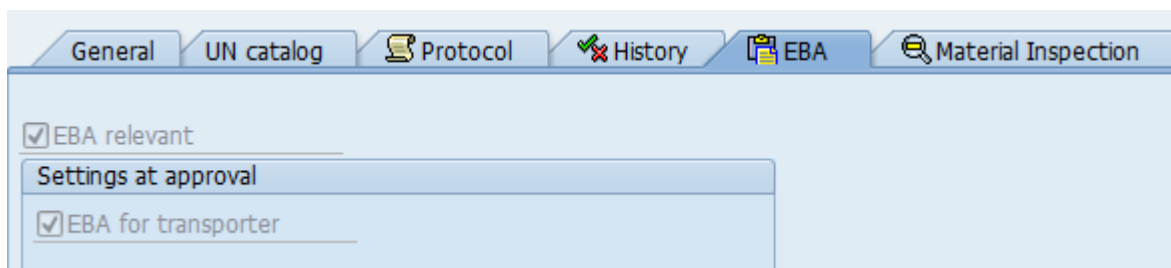 General UN catalog Protocol History EBA Material Inspection
EBA relevant
Settings at approval
EBA for transporter